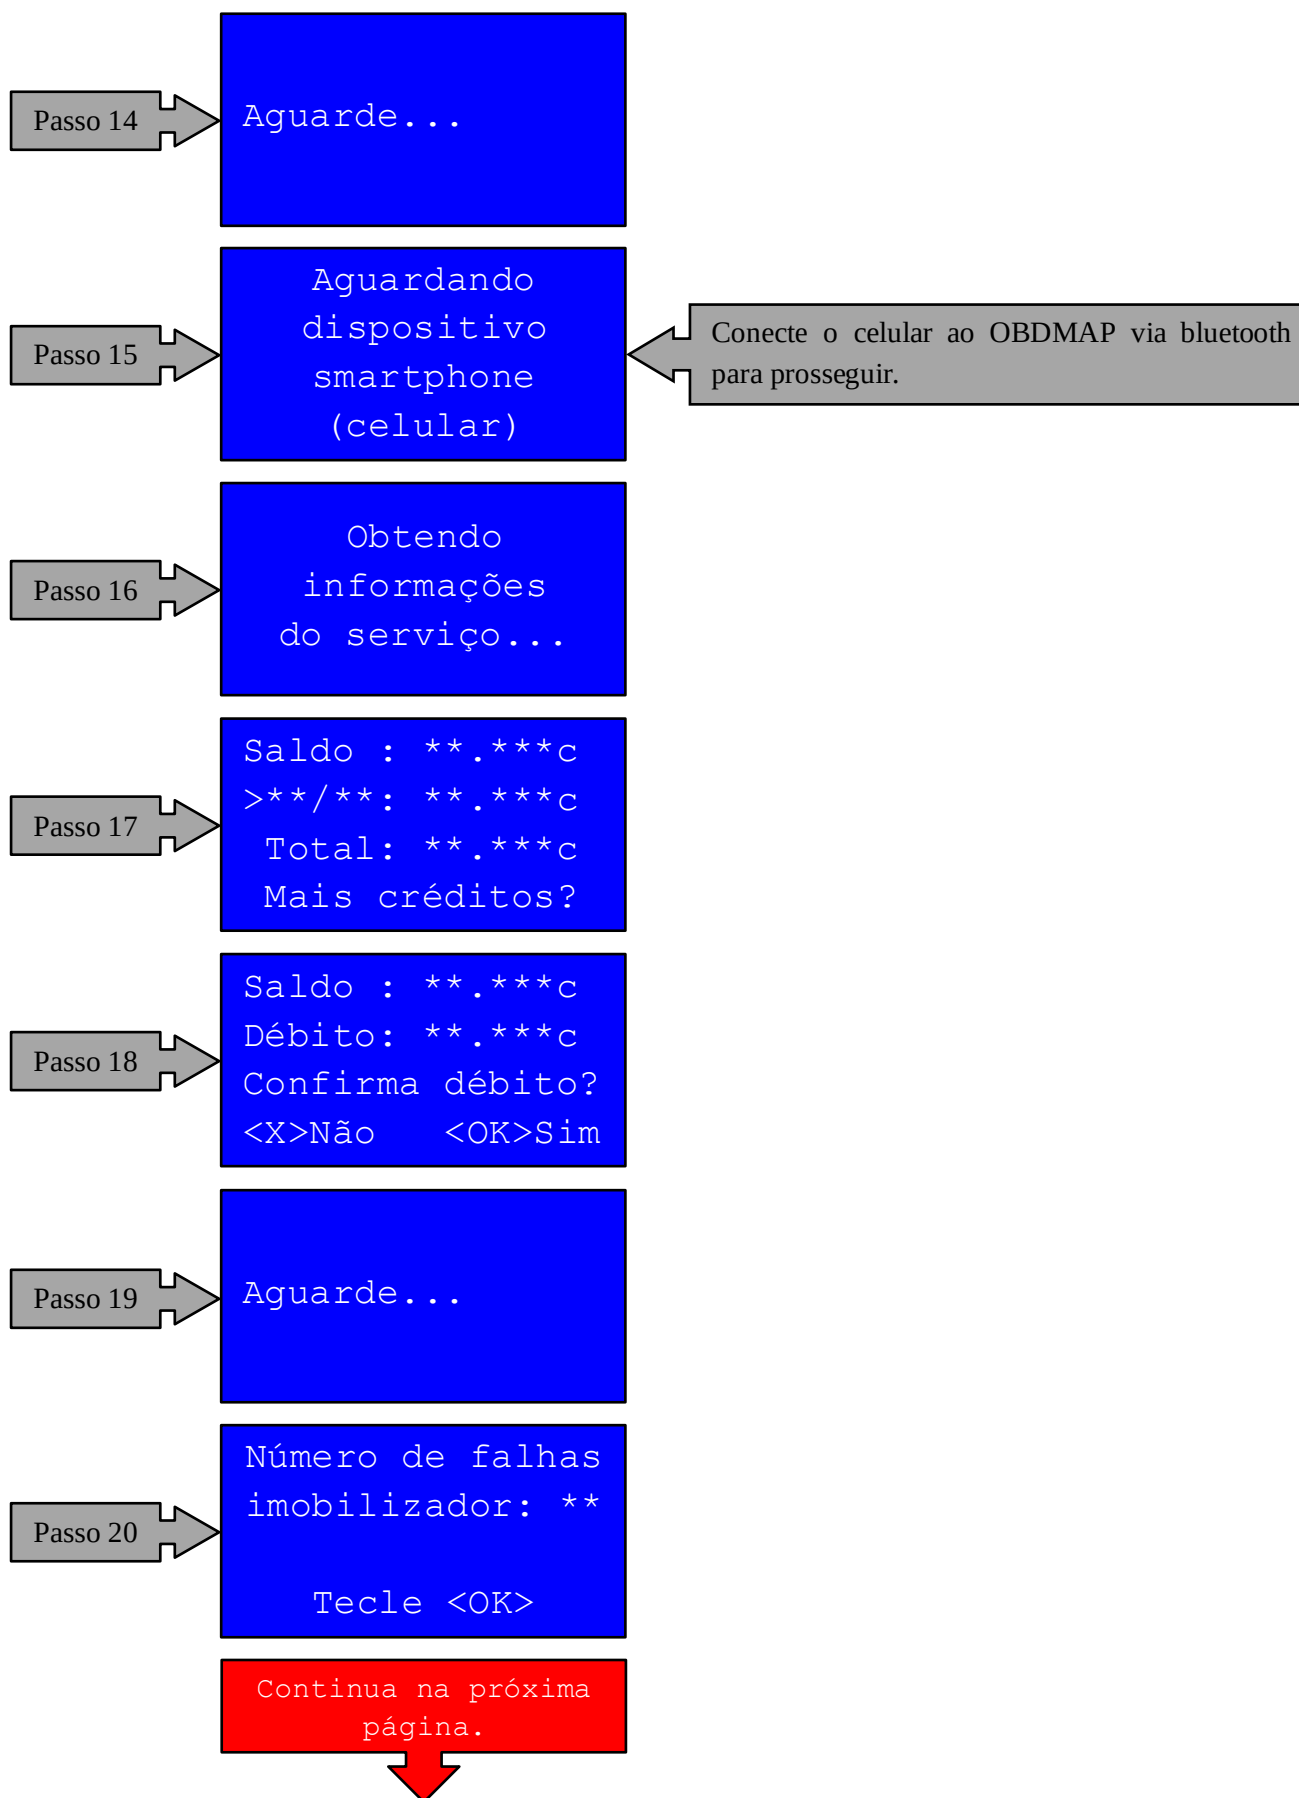 Passo 14
Aguarde...
Passo 15
Aguardando
dispositivo
smartphone
(celular)
Conecte o celular ao OBDMAP via bluetooth
para prosseguir.
Passo 16
Obtendo
informações
do serviço...
Passo 17
Saldo : **.***c
>**/**: **.***c
Total: **.***c
Mais créditos?
Passo 18
Saldo : **.***c
Débito: **.***c
Confirma débito?
<X>Não <OK>Sim
Passo 19
Aguarde...
Passo 20
Número de falhas
imobilizador: **
Tecle <OK>
Continua na próxima
página.